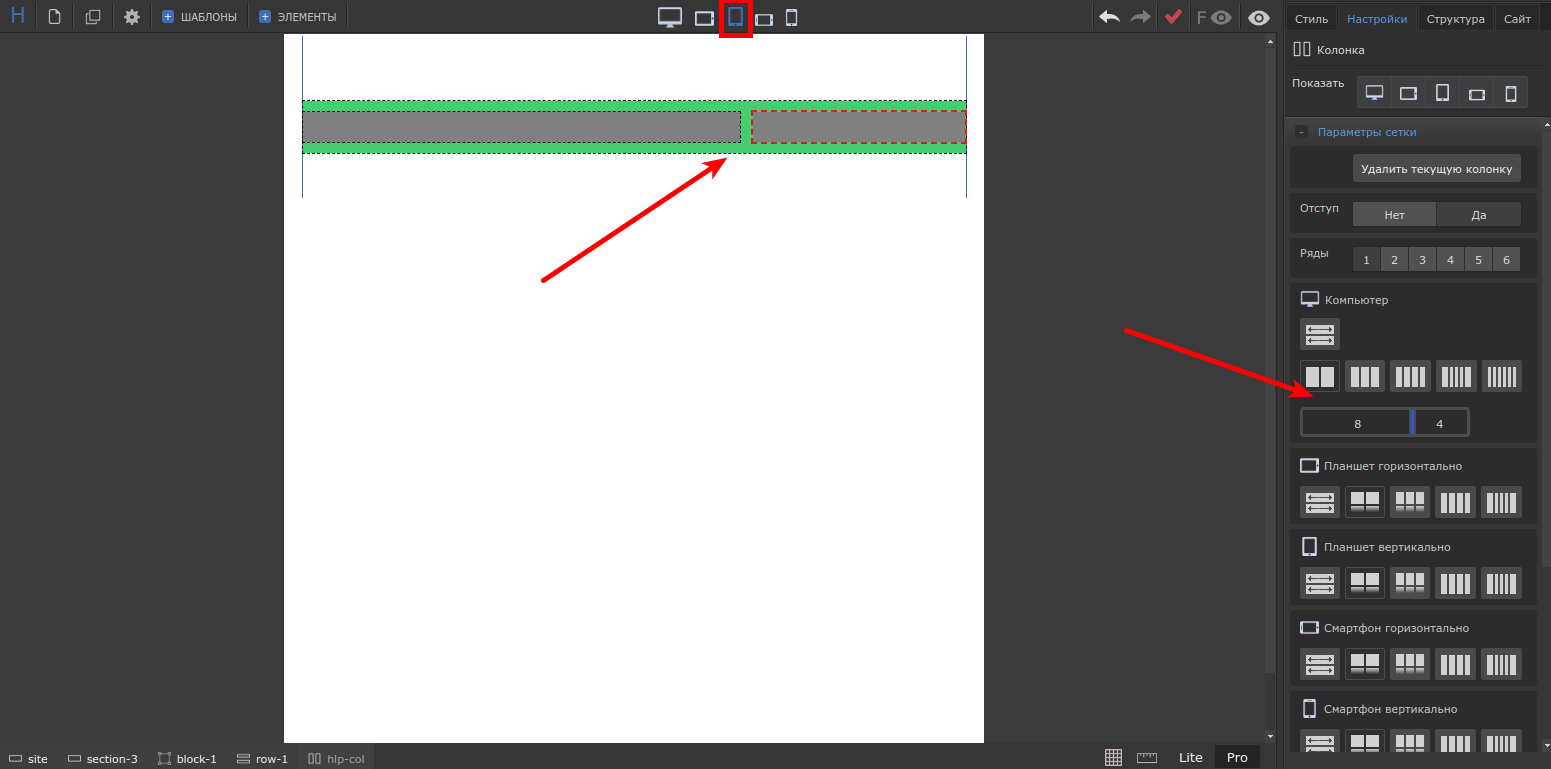 H
ШАБЛОНЫ
ЭЛЕМЕНТЫ
F
Стиль
Настройки
Структура
Сайт
Колонка
Показать
- Параметры сетки
Удалить текущую колонку
Отступ
Нет
Да
Ряды
1 2 3 4 5 6
Компьютер
8 4
Планшет горизонтально
Планшет вертикально
Смартфон горизонтально
Смартфон вертикально
site
section-3
block-1
row-1
hlp-col
Lite
Pro